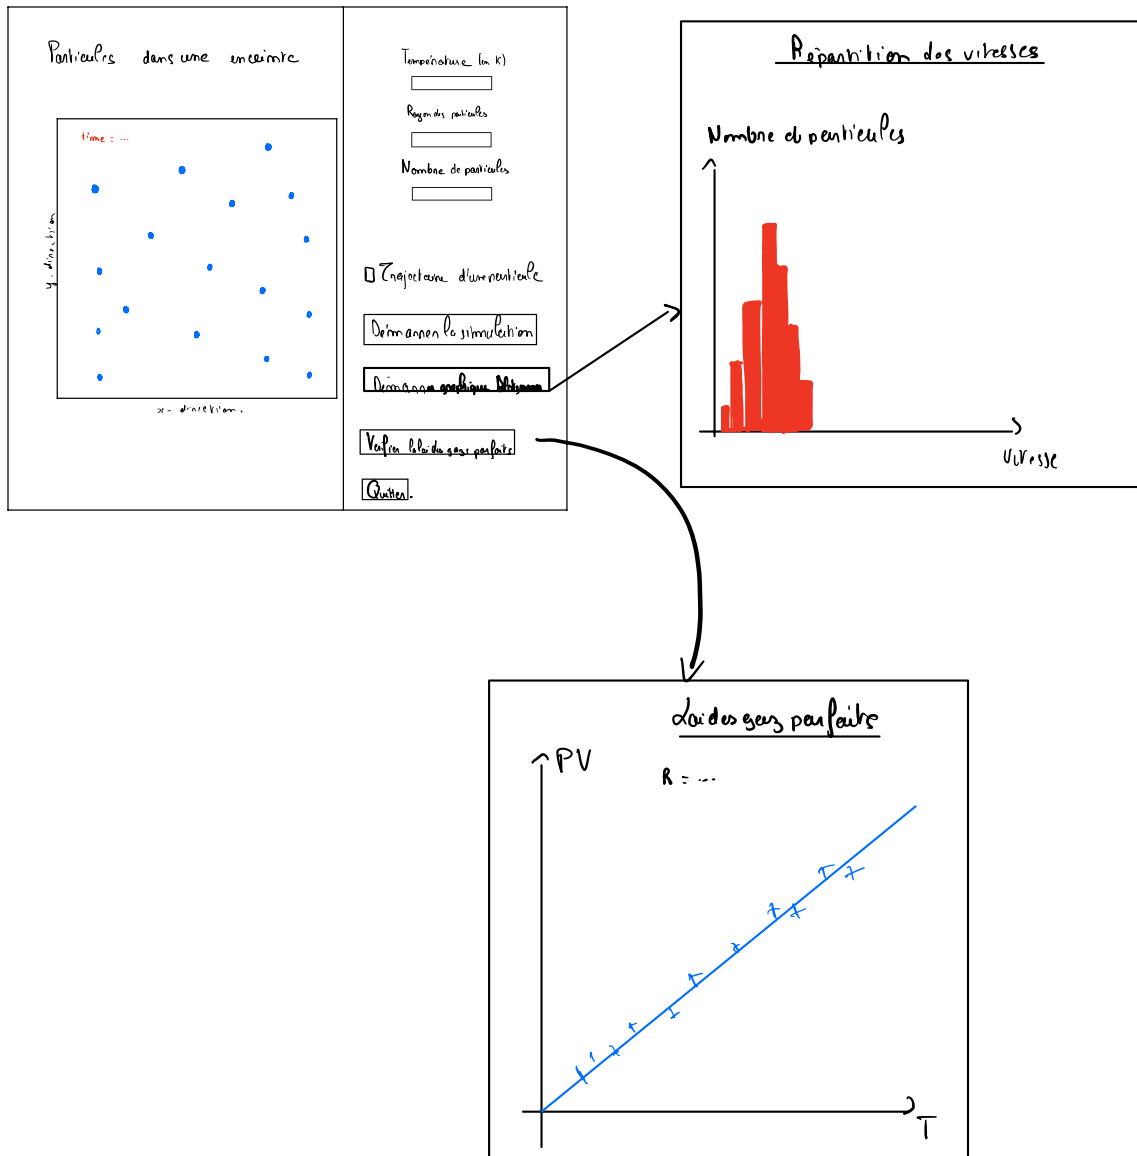 Particules dans une enceinte
time = ...
y-direction
x-direction.
Température (en K)
Rayon des particules
Nombre de particules
Trajectoire d'une particule
Démarrer la simulation
Démarrer graphique
Vérifier la loi des gaz parfaits
Quitter.
Répartition des vitesses
Nombre de particules
Vitesse
Loi des gaz parfaits
PV
R = ...
T